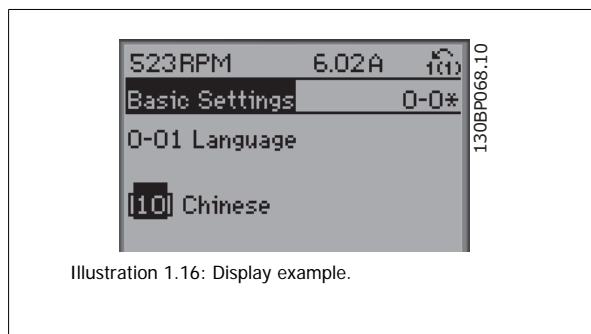 523RPM 6.02A 1(1)
Basic Settings 0-0*
0-01 Language
[10] Chinese
130BP068.10
Illustration 1.16: Display example.